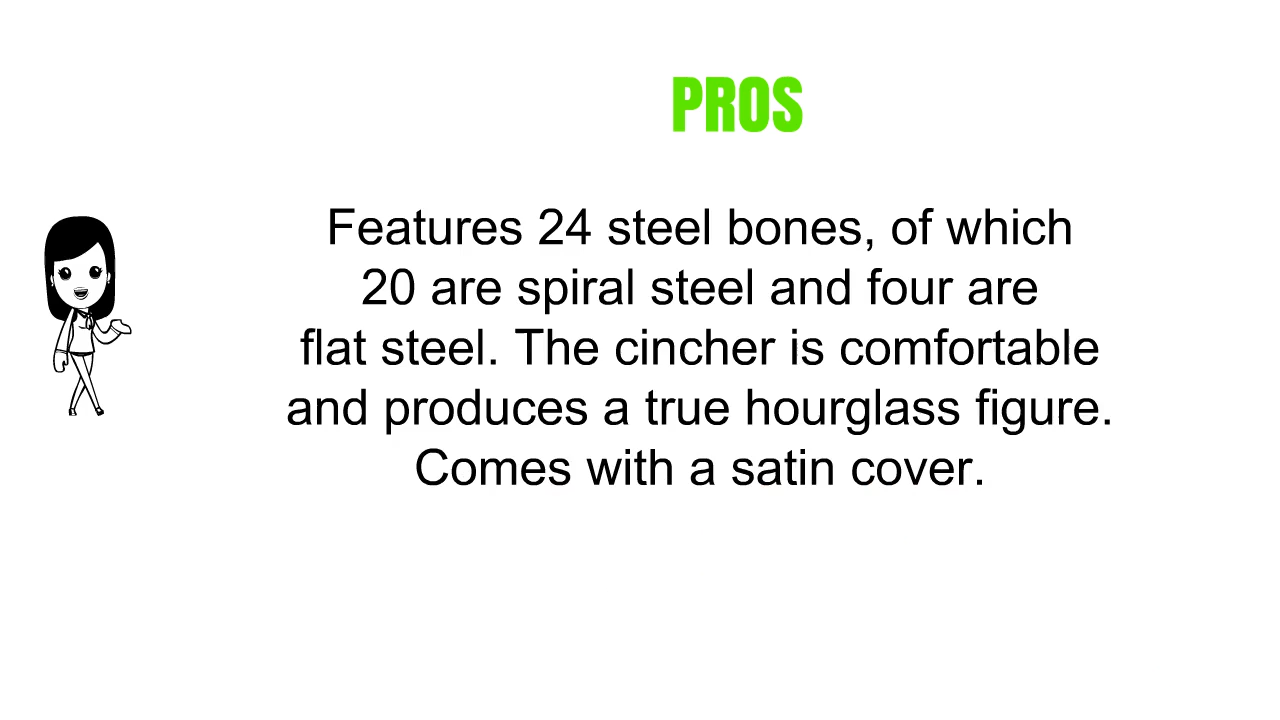 PROS
Features 24 steel bones, of which
20 are spiral steel and four are
flat steel. The cincher is comfortable
and produces a true hourglass figure.
Comes with a satin cover.